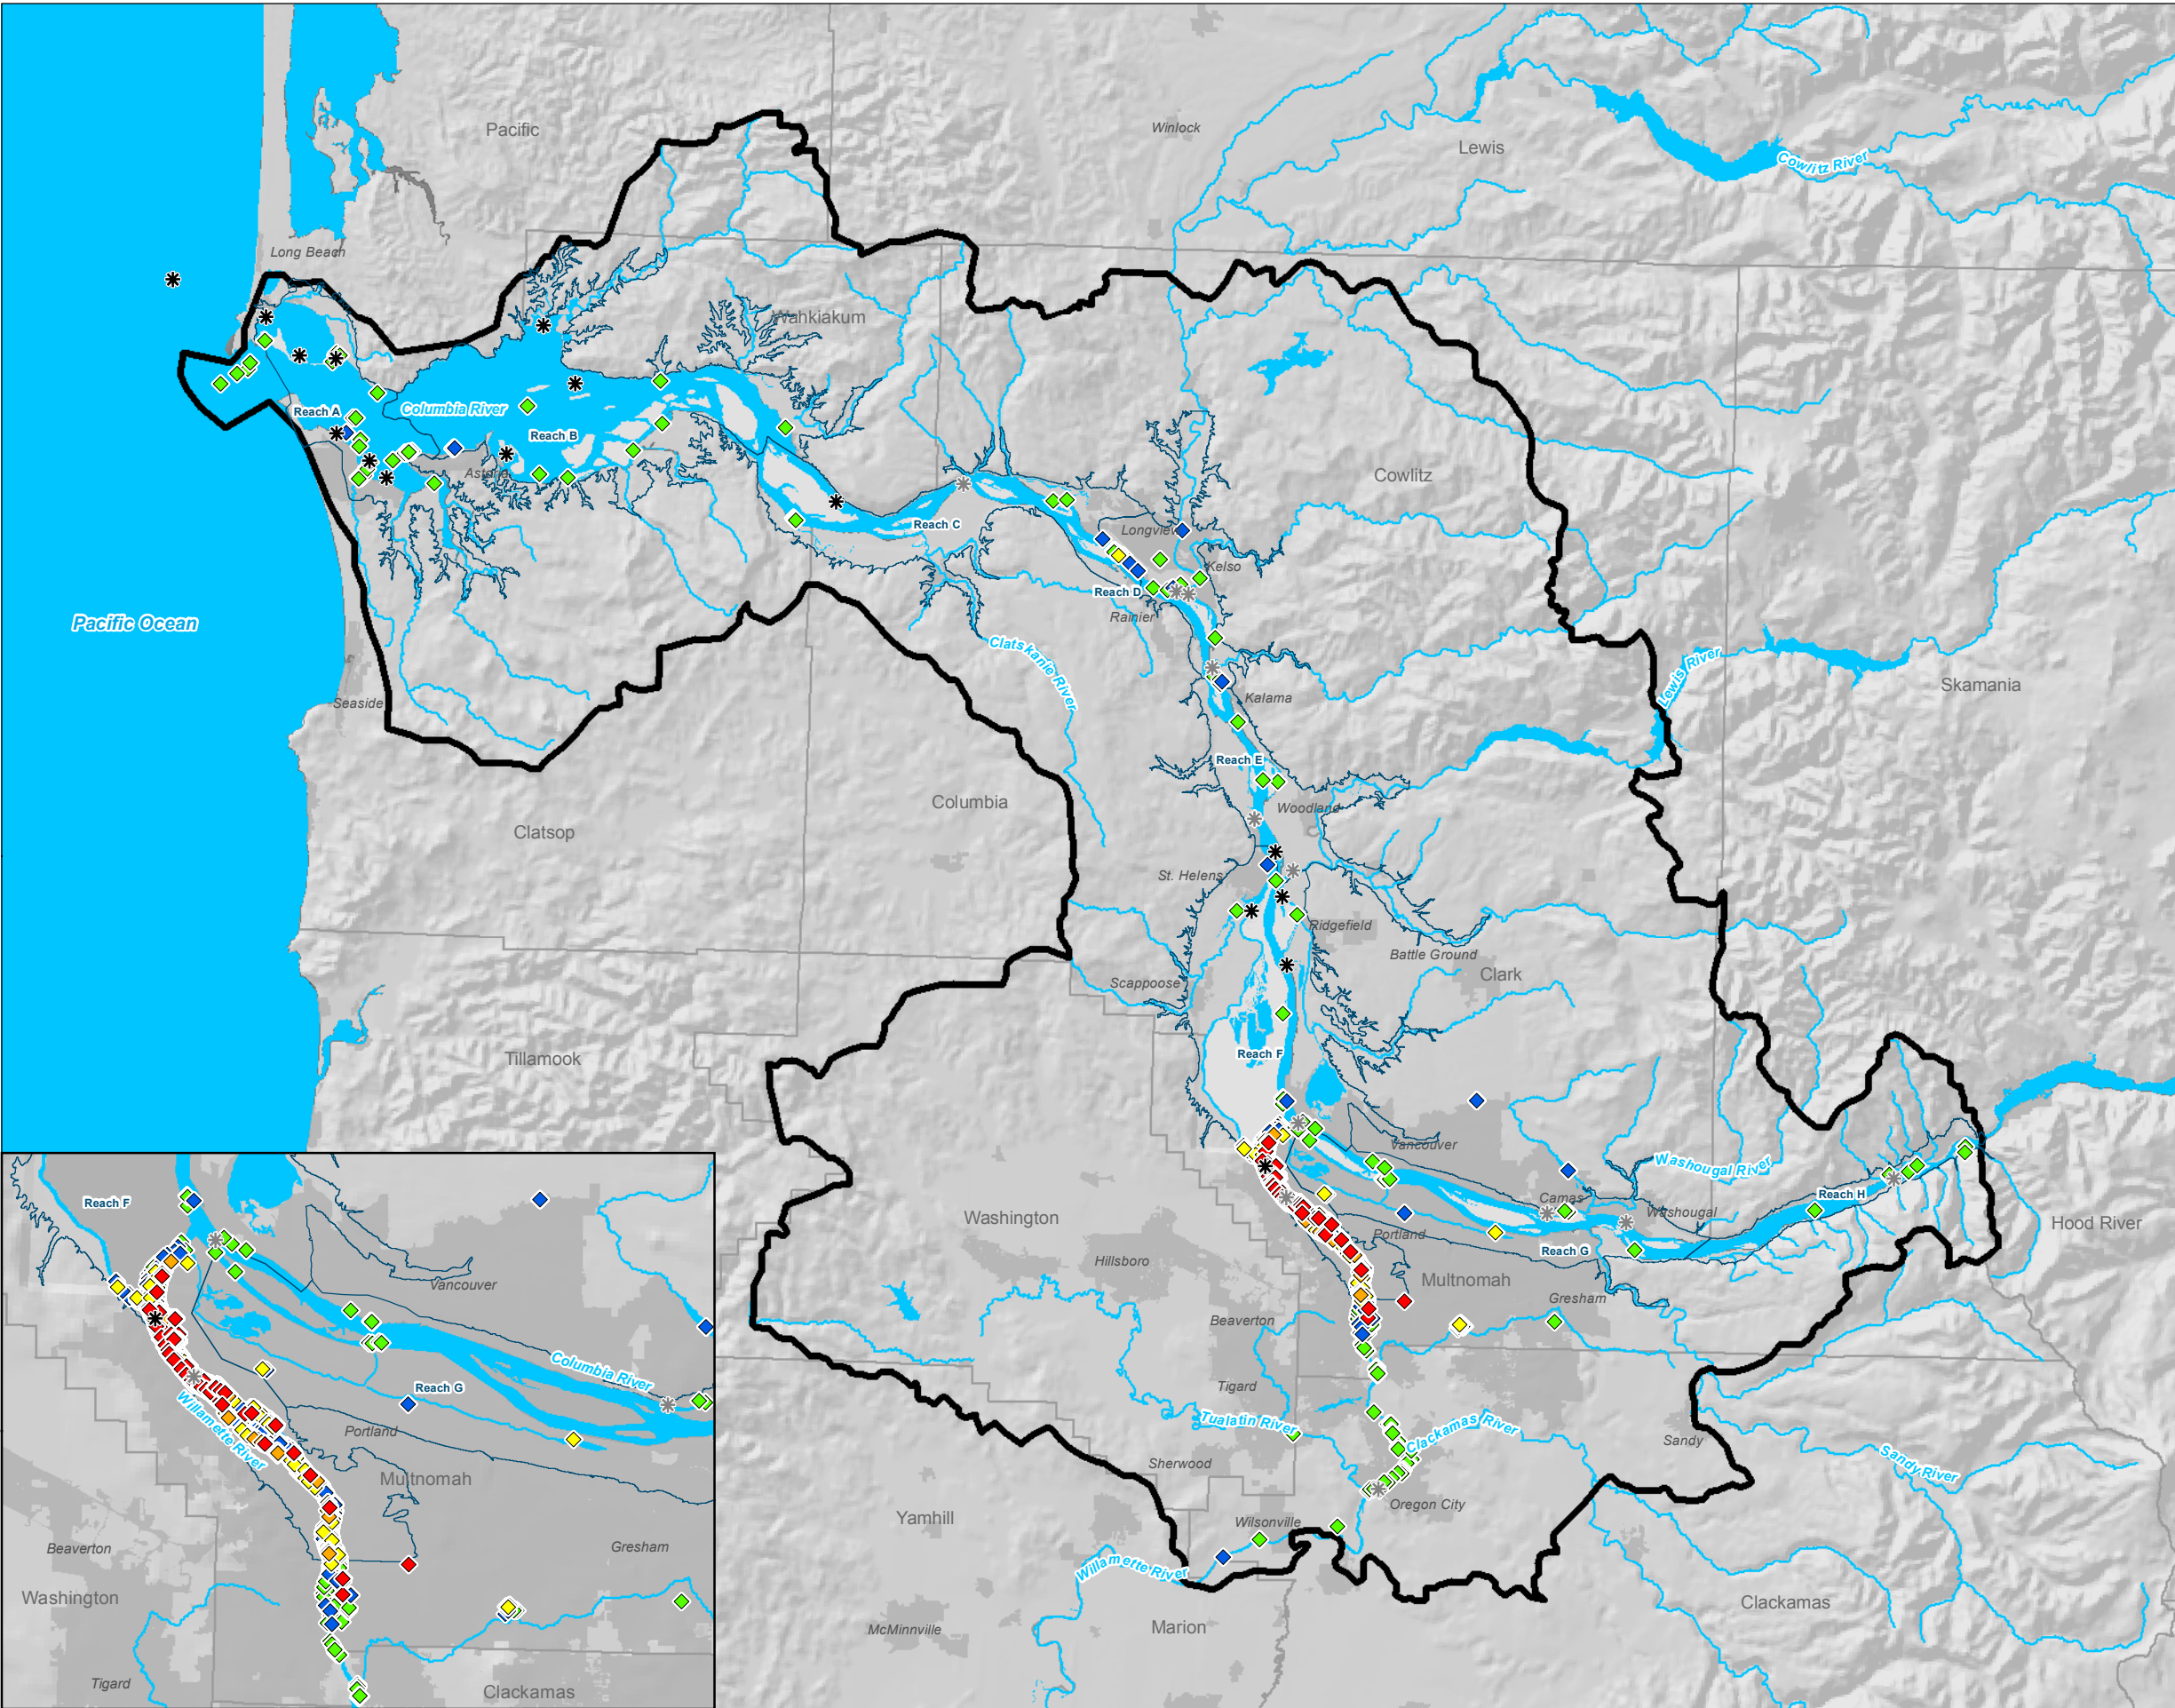 Pacific
Winlock
Lewis
Cowlitz River
Long Beach
Wahkiakum
Reach A
Columbia River
Reach B
Astoria
Cowlitz
Reach C
Longview
Kelso
Reach D
Rainier
Pacific Ocean
Clatskanie River
Lewis River
Skamania
Seaside
Kalama
Reach E
Columbia
Woodland
Clatsop
St. Helens
Ridgefield
Battle Ground
Clark
Scappoose
Reach F
Tillamook
Vancouver
Washougal River
Camas
Reach H
Washougal
Washington
Portland
Hood River
Reach G
Hillsboro
Multnomah
Gresham
Beaverton
Tigard
Tualatin River
Clackamas River
Sandy
Sherwood
Sandy River
Oregon City
Yamhill
Wilsonville
Willamette River
Clackamas
McMinnville
Marion
Reach F
Vancouver
Columbia River
Reach G
Willamette River
Portland
Multnomah
Beaverton
Gresham
Washington
Tigard
Clackamas